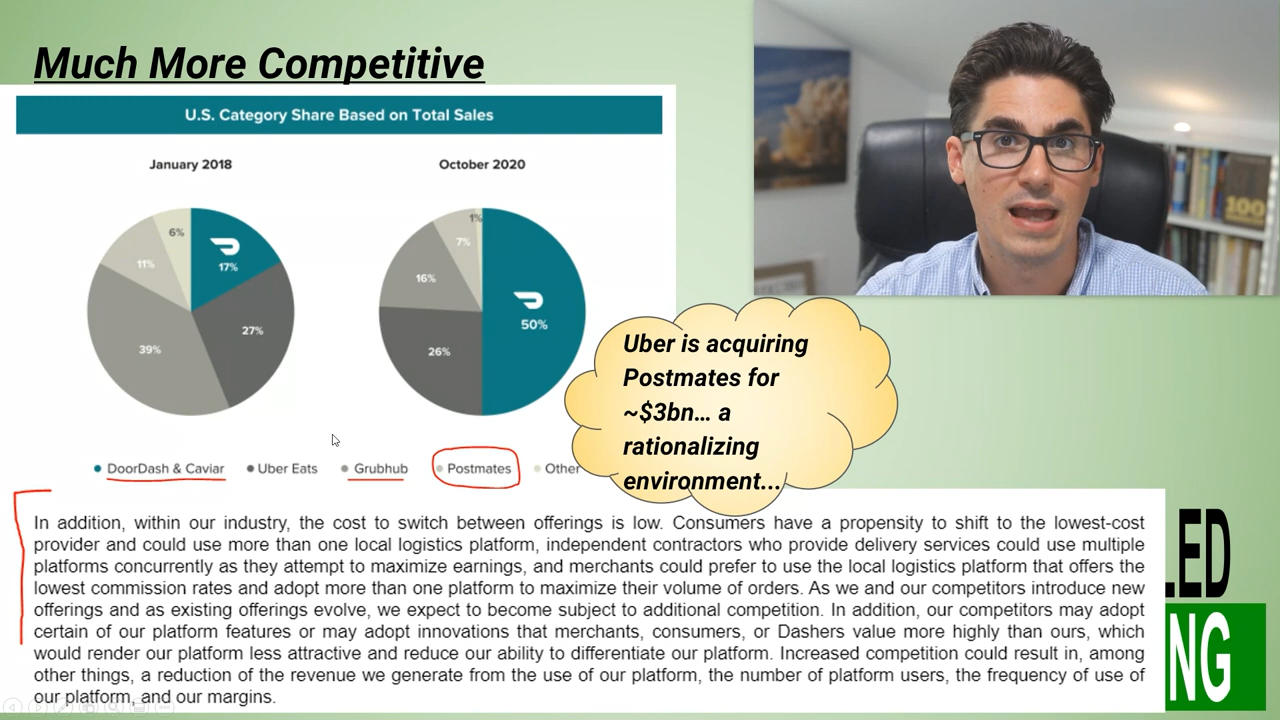 Much More Competitive
U.S. Category Share Based on Total Sales
January 2018
October 2020
6%
11%
17%
27%
39%
1%
7%
16%
26%
50%
DoorDash & Caviar
Uber Eats
Grubhub
Postmates
Other
Uber is acquiring
Postmates for
~$3bn... a
rationalizing
environment...
100
In addition, within our industry, the cost to switch between offerings is low. Consumers have a propensity to shift to the lowest-cost
provider and could use more than one local logistics platform, independent contractors who provide delivery services could use multiple
platforms concurrently as they attempt to maximize earnings, and merchants could prefer to use the local logistics platform that offers the
lowest commission rates and adopt more than one platform to maximize their volume of orders. As we and our competitors introduce new
offerings and as existing offerings evolve, we expect to become subject to additional competition. In addition, our competitors may adopt
certain of our platform features or may adopt innovations that merchants, consumers, or Dashers value more highly than ours, which
would render our platform less attractive and reduce our ability to differentiate our platform. Increased competition could result in, among
other things, a reduction of the revenue we generate from the use of our platform, the number of platform users, the frequency of use of
our platform, and our margins.
LED
NG